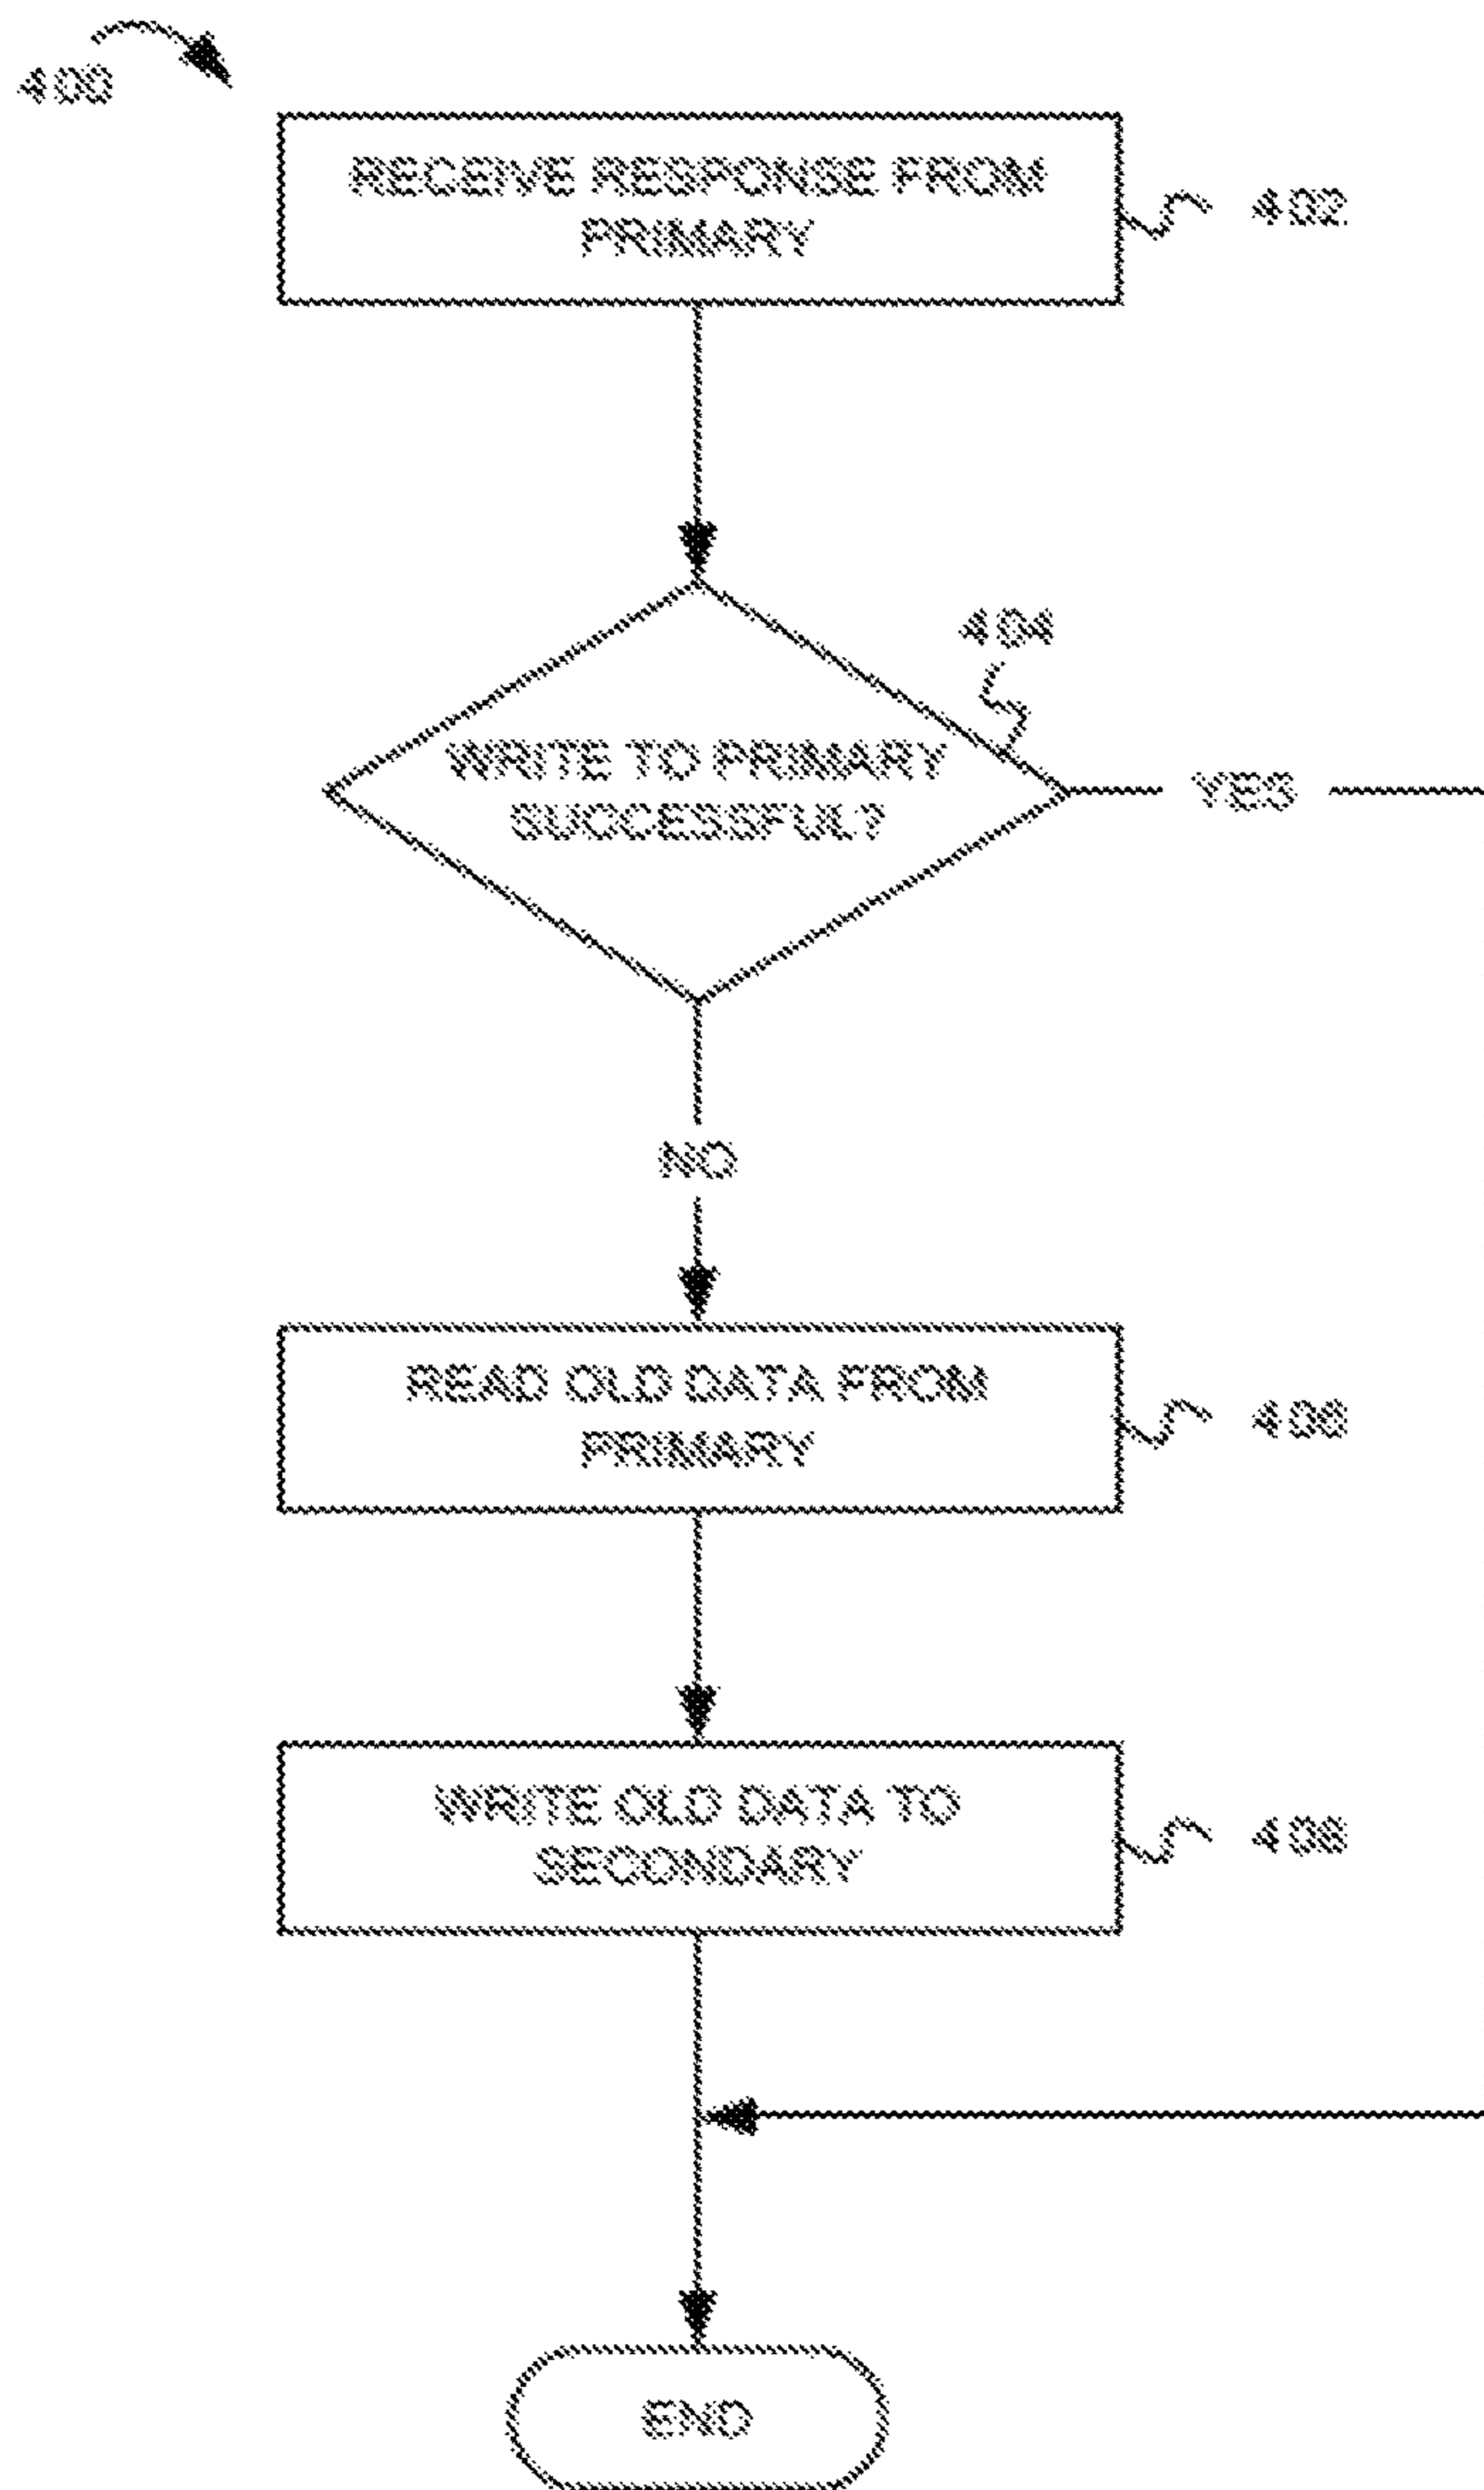 400
RECEIVE RESPONSE FROM
PRIMARY
402
404
WRITE TO PRIMARY
SUCCESSFUL?
YES
NO
READ OLD DATA FROM
PRIMARY
406
WRITE OLD DATA TO
SECONDARY
408
END